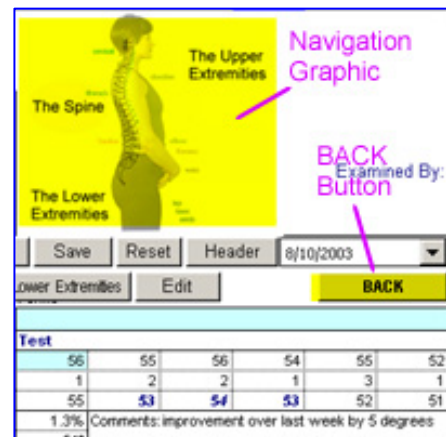 The Upper
Extremities
The Spine
The Lower
Extremities
Navigation
Graphic
BACK
Button
Examined By:
Save Reset Header 8/10/2003
ower Extremities Edit BACK
Test
56 55 56 54 55 52
1 2 2 1 3 1
55 53 54 53 52 51
1.3% Comments: improvement over last week by 5 degrees